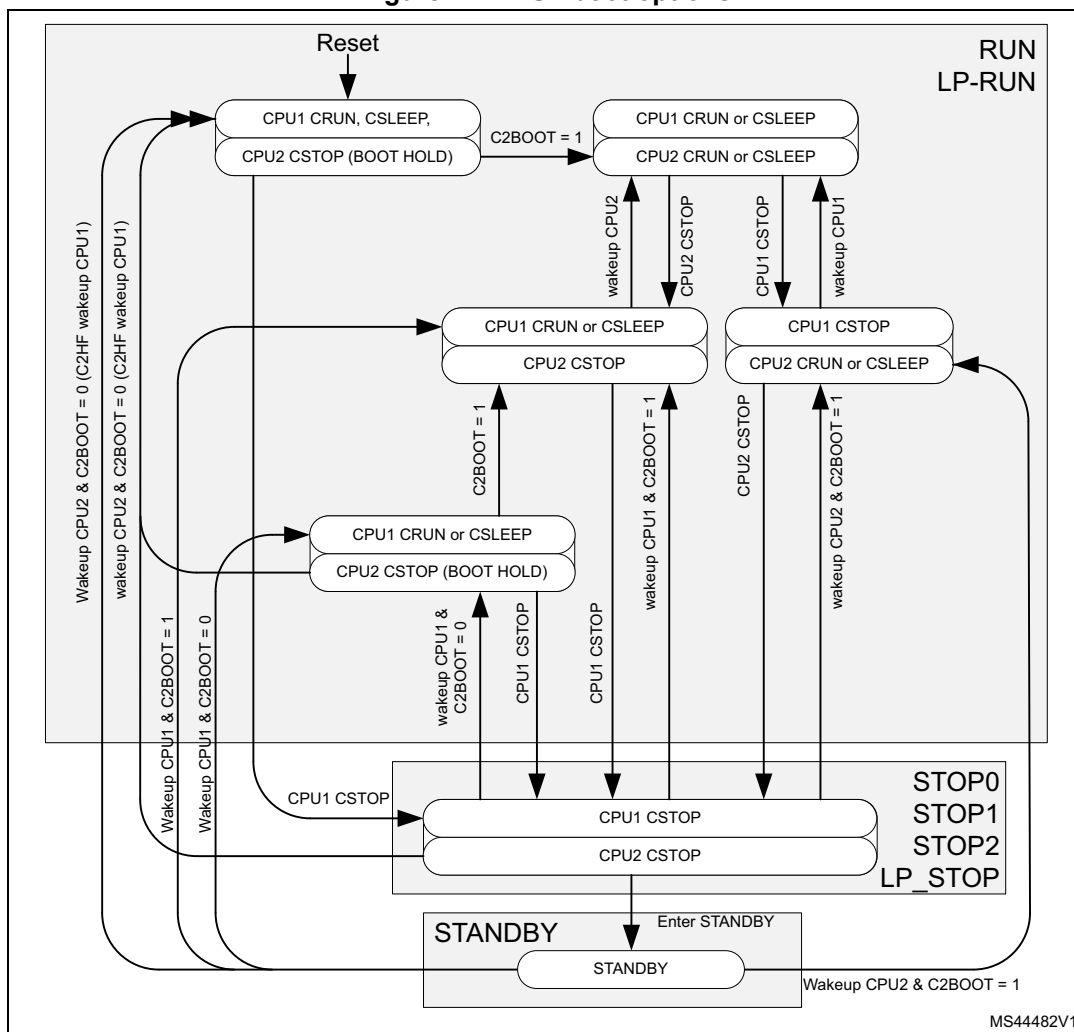 Reset
RUN
LP-RUN
CPU1 CRUN, CSLEEP,
CPU2 CSTOP (BOOT HOLD)
C2BOOT = 1
CPU1 CRUN or CSLEEP
CPU2 CRUN or CSLEEP
wakeup CPU2
CPU2 CSTOP
CPU1 CSTOP
wakeup CPU1
Wakeup CPU2 & C2BOOT = 0 (C2HF wakeup CPU1)
wakeup CPU2 & C2BOOT = 0 (C2HF wakeup CPU1)
CPU1 CRUN or CSLEEP
CPU2 CSTOP
CPU1 CSTOP
CPU2 CRUN or CSLEEP
C2BOOT = 1
wakeup CPU1 & C2BOOT = 1
CPU2 CSTOP
wakeup CPU2 & C2BOOT = 1
CPU1 CRUN or CSLEEP
CPU2 CSTOP (BOOT HOLD)
Wakeup CPU1 & C2BOOT = 1
Wakeup CPU1 & C2BOOT = 0
wakeup CPU1 &
C2BOOT = 0
CPU1 CSTOP
CPU1 CSTOP
CPU1 CSTOP
STOP0
STOP1
STOP2
LP_STOP
CPU1 CSTOP
CPU2 CSTOP
Enter STANDBY
STANDBY
STANDBY
Wakeup CPU2 & C2BOOT = 1
MS44482V1